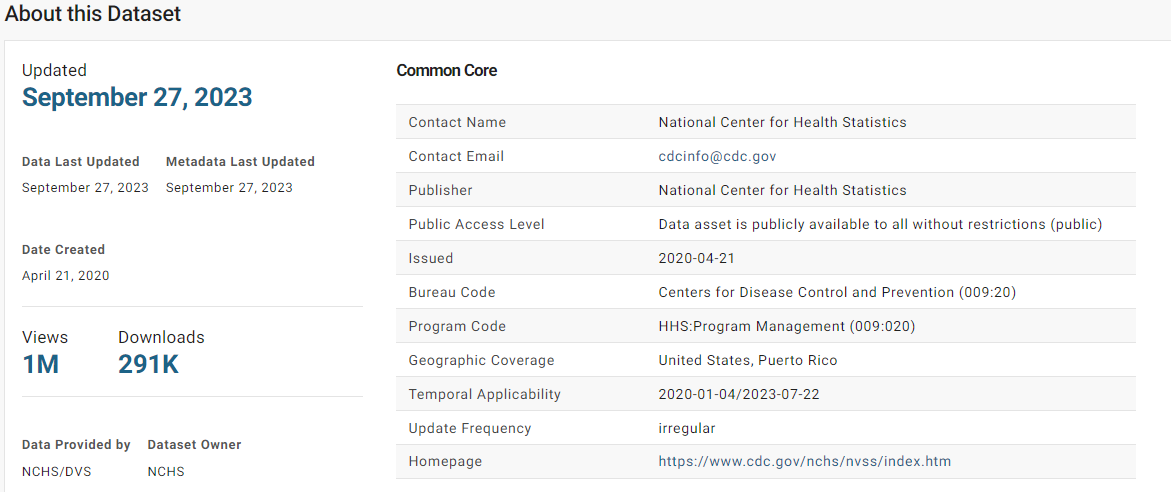 About this Dataset
Updated
September 27, 2023
Data Last Updated Metadata Last Updated
September 27, 2023 September 27, 2023
Date Created
April 21, 2020
Views Downloads
1M 291K
Data Provided by Dataset Owner
NCHS/DVS NCHS
Common Core
Contact Name National Center for Health Statistics
Contact Email cdcinfo@cdc.gov
Publisher National Center for Health Statistics
Public Access Level Data asset is publicly available to all without restrictions (public)
Issued 2020-04-21
Bureau Code Centers for Disease Control and Prevention (009:20)
Program Code HHS:Program Management (009:020)
Geographic Coverage United States, Puerto Rico
Temporal Applicability 2020-01-04/2023-07-22
Update Frequency irregular
Homepage https://www.cdc.gov/nchs/nvss/index.htm